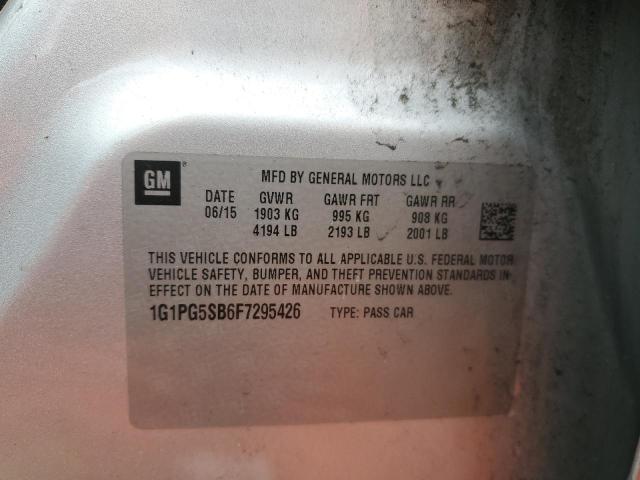 GM
®
MFD BY GENERAL MOTORS LLC
DATE GVWR GAWR FRT GAWR RR
06/15 1903 KG 995 KG 908 KG
4194 LB 2193 LB 2001 LB
THIS VEHICLE CONFORMS TO ALL APPLICABLE U.S. FEDERAL MOTOR
VEHICLE SAFETY, BUMPER, AND THEFT PREVENTION STANDARDS IN
EFFECT ON THE DATE OF MANUFACTURE SHOWN ABOVE.
1G1PG5SB6F7295426 TYPE: PASS CAR